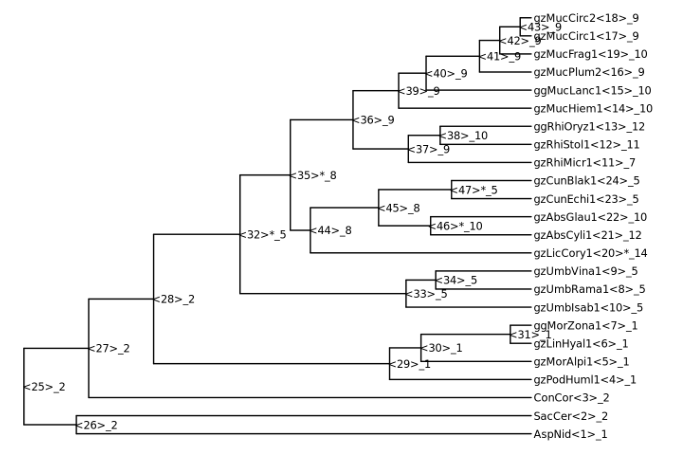 gzMucCirc2<18>_9
<43>_9
gzMucCirc1<17>_9
<42>_9
gzMucFrag1<19>_10
<41>_9
gzMucPlum2<16>_9
<40>_9
ggMucLanc1<15>_10
<39>_9
gzMucHiem1<14>_10
<36>_9
ggRhiOryz1<13>_12
<38>_10
gzRhiStol1<12>_11
<37>_9
gzRhiMicr1<11>_7
<35>*_8
gzCunBlak1<24>_5
<47>*_5
gzCunEchi1<23>_5
<45>_8
gzAbsGlau1<22>_10
<46>*_10
<44>_8
gzAbsCyli1<21>_12
<32>*_5
gzLicCory1<20>*_14
gzUmbVina1<9>_5
<34>_5
gzUmbRama1<8>_5
<33>_5
<28>_2
gzUmbIsab1<10>_5
ggMorZona1<7>_1
<31>_1
gzLinHyal1<6>_1
<27>_2
<30>_1
gzMorAlpi1<5>_1
<29>_1
gzPodHuml1<4>_1
<25>_2
ConCor<3>_2
SacCer<2>_2
<26>_2
AspNid<1>_1